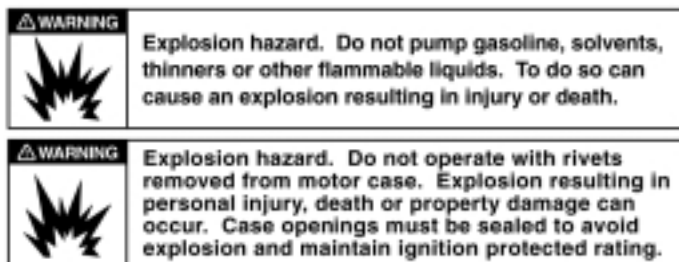 ⚠WARNING
Explosion hazard. Do not pump gasoline, solvents,
thinners or other flammable liquids. To do so can
cause an explosion resulting in injury or death.
⚠WARNING
Explosion hazard. Do not operate with rivets
removed from motor case. Explosion resulting in
personal injury, death or property damage can
occur. Case openings must be sealed to avoid
explosion and maintain ignition protected rating.